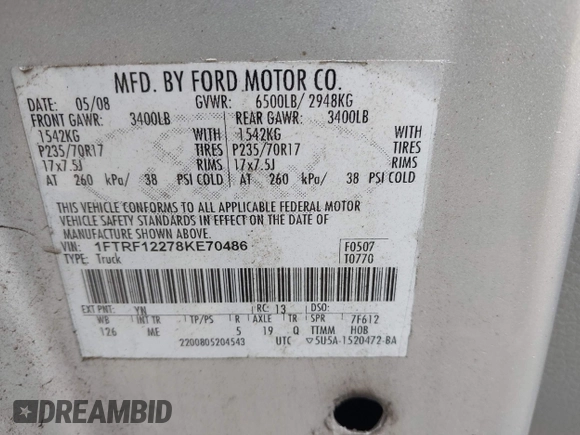 MFD. BY FORD MOTOR CO.
DATE: 05/08 GVWR: 6500LB/ 2948KG
FRONT GAWR: 3400LB REAR GAWR: 3400LB
1542KG WITH 1542KG WITH
P235/70R17 TIRES P235/70R17 TIRES
17x7.5J RIMS 17x7.5J RIMS
AT 260 kPa/ 38 PSI COLD AT 260 kPa/ 38 PSI COLD
THIS VEHICLE CONFORMS TO ALL APPLICABLE FEDERAL MOTOR
VEHICLE SAFETY STANDARDS IN EFFECT ON THE DATE OF
MANUFACTURE SHOWN ABOVE.
VIN: 1FTRF12278KE70486 F0507
TYPE: Truck T0770
EXT PNT: YN RC: 13 DSO:
WB INT TR TP/PS R AXLE TR SPR 7F612
126 ME 5 19 Q TTMM H0B
2200805204543 UTC ▽5U5A-1520472-BA
DREAMBID